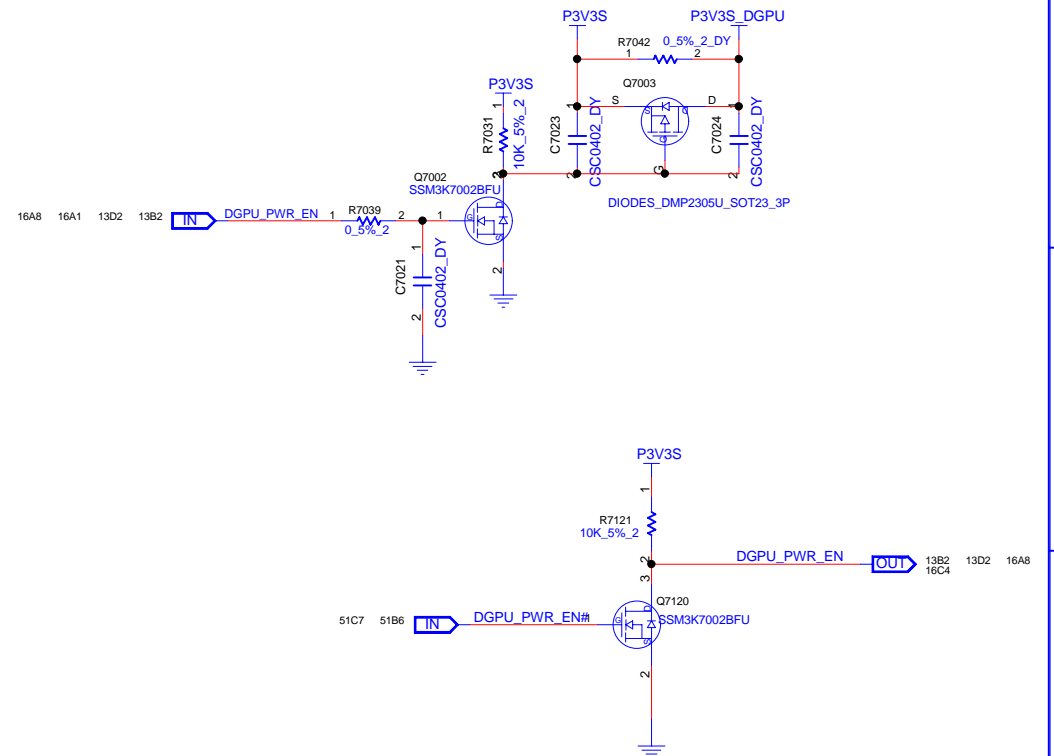 P3V3S P3V3S_DGPU
R7042 0_5%_2_DY
1 2
Q7003
S D
1 1
S D
G
G
C7023
CSC0402_DY
2
C7024
CSC0402_DY
2
DIODES_DMP2305U_SOT23_3P
P3V3S
1
R7031
10K_5%_2
Q7002
SSM3K7002BFU
16A8 16A1 13D2 13B2 IN DGPU_PWR_EN 1 R7039 2 1
0_5%_2
G D S
2
1
C7021
CSC0402_DY
2
P3V3S
1
R7121
10K_5%_2
2
DGPU_PWR_EN OUT 13B2 13D2 16A8
16C4
3
Q7120
51C7 51B6 IN DGPU_PWR_EN# SSM3K7002BFU
G D S
2